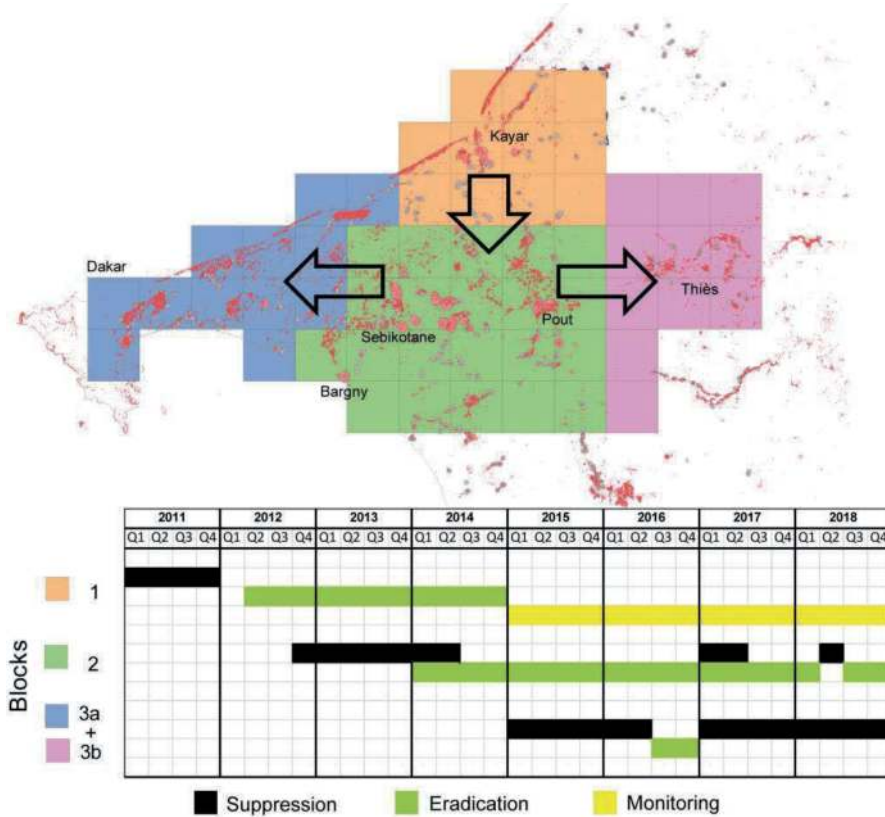 Kayar
Dakar
Thiès
Pout
Sebikotane
Bargny
2011 2012 2013 2014 2015 2016 2017 2018
Q1 Q2 Q3 Q4 Q1 Q2 Q3 Q4 Q1 Q2 Q3 Q4 Q1 Q2 Q3 Q4 Q1 Q2 Q3 Q4 Q1 Q2 Q3 Q4 Q1 Q2 Q3 Q4 Q1 Q2 Q3 Q4
Blocks
1
2
3a
+
3b
Suppression Eradication Monitoring